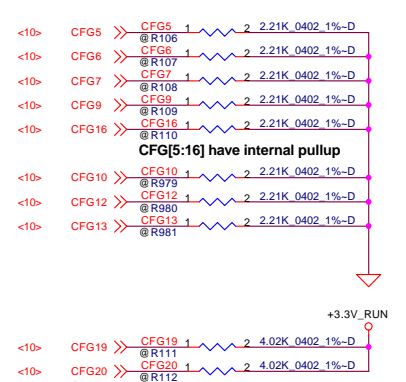 <10> CFG5 CFG5 1 2 2.21K_0402_1%~D
@R106
<10> CFG6 CFG6 1 2 2.21K_0402_1%~D
@R107
<10> CFG7 CFG7 1 2 2.21K_0402_1%~D
@R108
<10> CFG9 CFG9 1 2 2.21K_0402_1%~D
@R109
<10> CFG16 CFG16 1 2 2.21K_0402_1%~D
@R110
CFG[5:16] have internal pullup
<10> CFG10 CFG10 1 2 2.21K_0402_1%~D
@R979
<10> CFG12 CFG12 1 2 2.21K_0402_1%~D
@R980
<10> CFG13 CFG13 1 2 2.21K_0402_1%~D
@R981
+3.3V_RUN
<10> CFG19 CFG19 1 2 4.02K_0402_1%~D
@R111
<10> CFG20 CFG20 1 2 4.02K_0402_1%~D
@R112